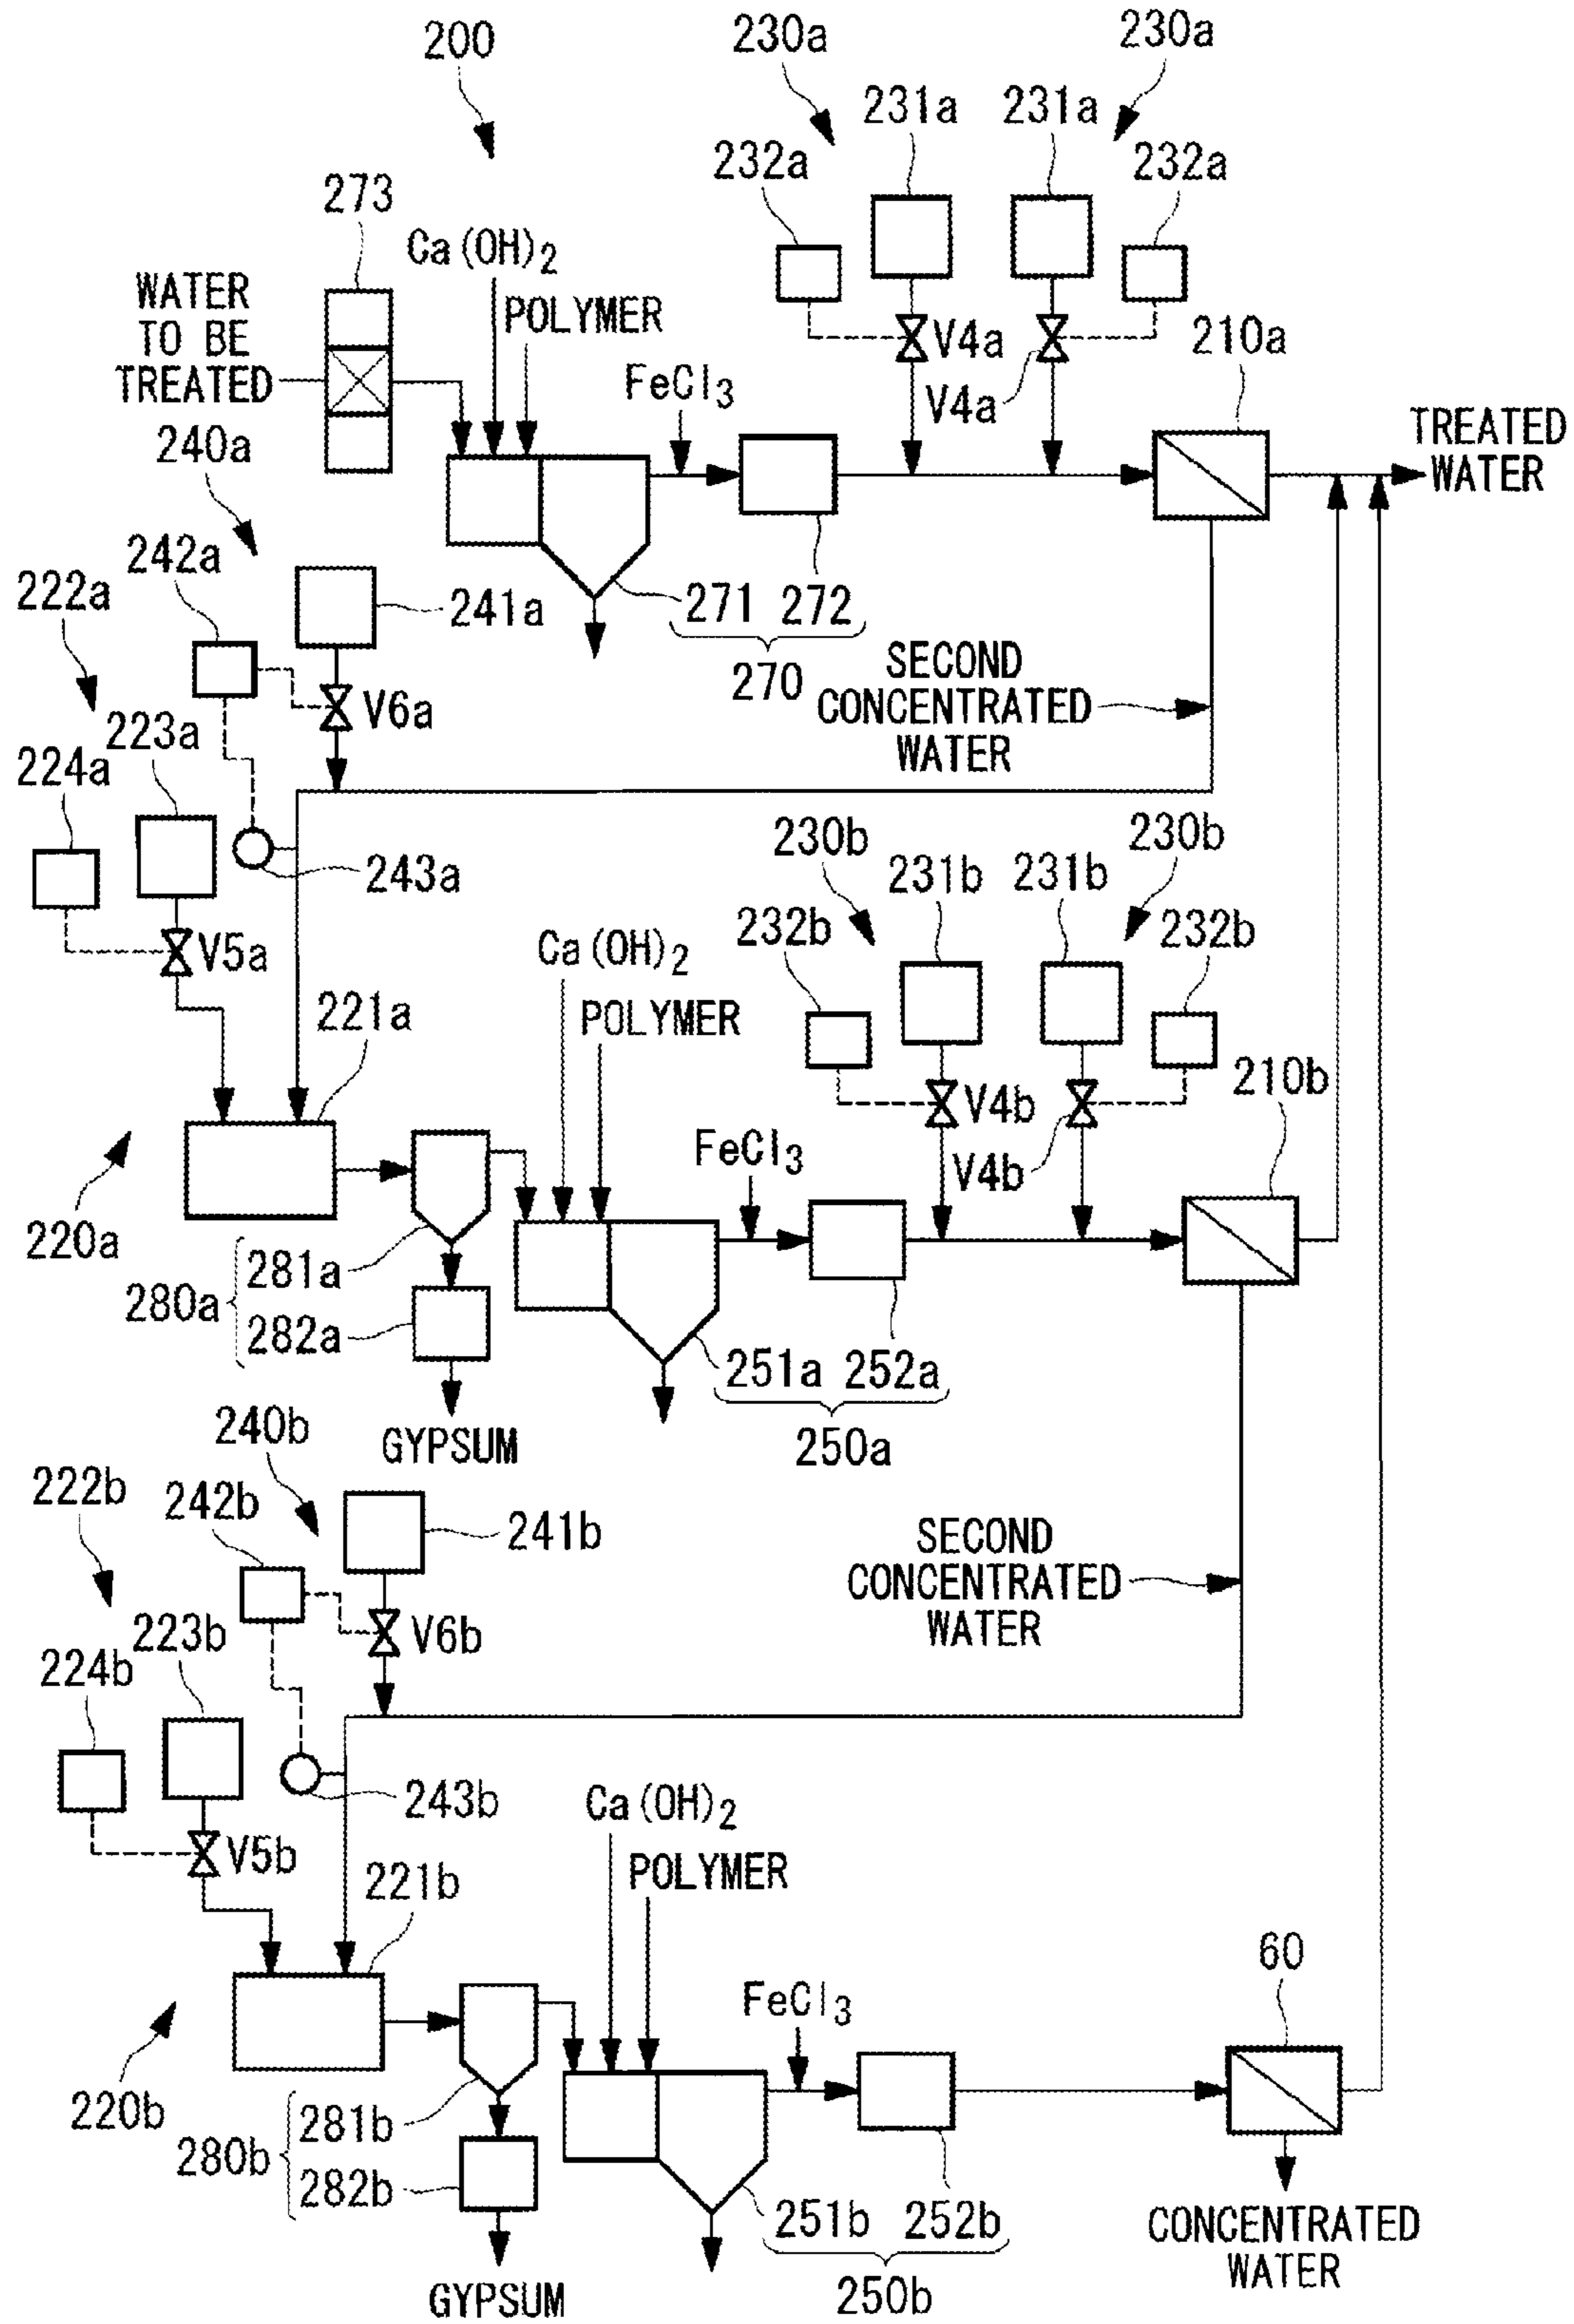 200
230a
230a
231a
231a
232a
232a
273
Ca(OH)2
WATER
TO BE
TREATED
POLYMER
V4a
210a
FeCl3
V4a
TREATED
WATER
240a
242a
222a
241a
271
272
270
SECOND
CONCENTRATED
WATER
V6a
223a
224a
230b
230b
243a
231b
231b
232b
232b
V5a
Ca(OH)2
221a
POLYMER
210b
V4b
FeCl3
V4b
220a
281a
280a
282a
251a
252a
240b
GYPSUM
250a
222b
242b
241b
SECOND
CONCENTRATED
WATER
V6b
223b
224b
243b
Ca(OH)2
V5b
221b
POLYMER
60
FeCl3
220b
281b
280b
282b
251b
252b
CONCENTRATED
WATER
GYPSUM
250b